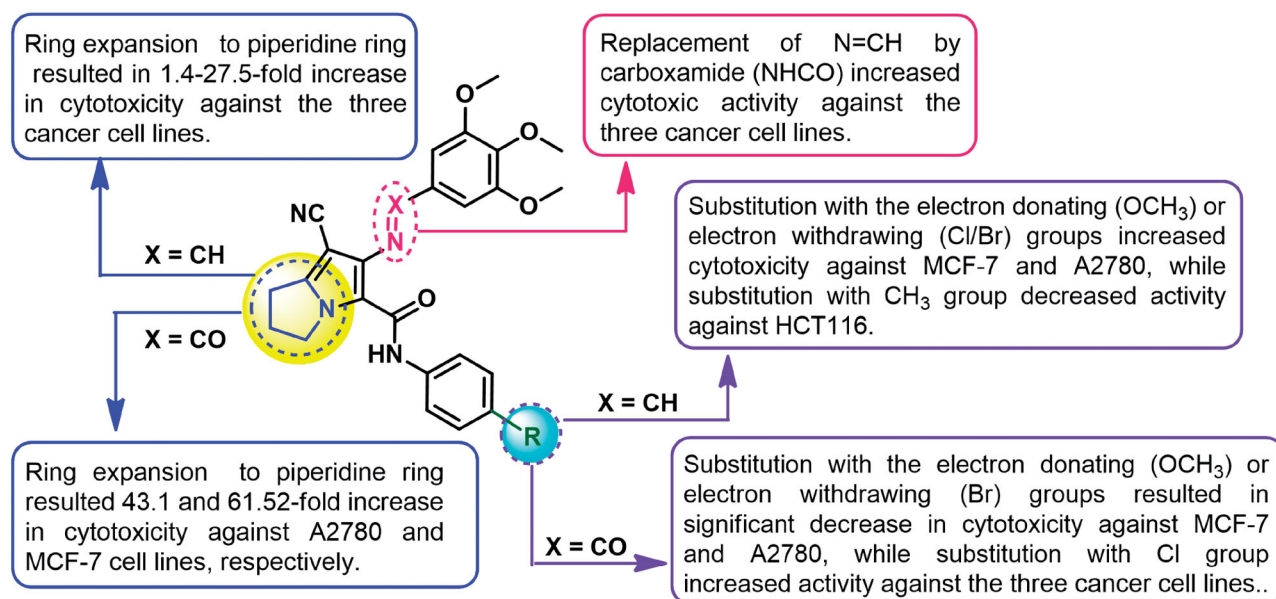 Ring expansion to piperidine ring
resulted in 1.4-27.5-fold increase
in cytotoxicity against the three
cancer cell lines.
Replacement of N=CH by
carboxamide (NHCO) increased
cytotoxic activity against the
three cancer cell lines.
O
O
O
X
N
NC
N
O
HN
R
X = CH
X = CO
X = CH
X = CO
Substitution with the electron donating (OCH₃) or
electron withdrawing (Cl/Br) groups increased
cytotoxicity against MCF-7 and A2780, while
substitution with CH₃ group decreased activity
against HCT116.
Ring expansion to piperidine ring
resulted 43.1 and 61.52-fold increase
in cytotoxicity against A2780 and
MCF-7 cell lines, respectively.
Substitution with the electron donating (OCH₃) or
electron withdrawing (Br) groups resulted in
significant decrease in cytotoxicity against MCF-7
and A2780, while substitution with Cl group
increased activity against the three cancer cell lines..